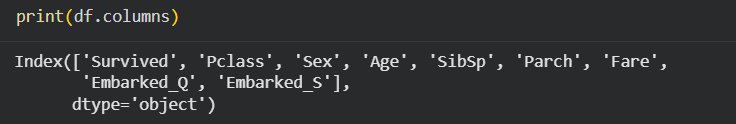 print(df.columns)
Index(['Survived', 'Pclass', 'Sex', 'Age', 'SibSp', 'Parch', 'Fare',
       'Embarked_Q', 'Embarked_S'],
      dtype='object')